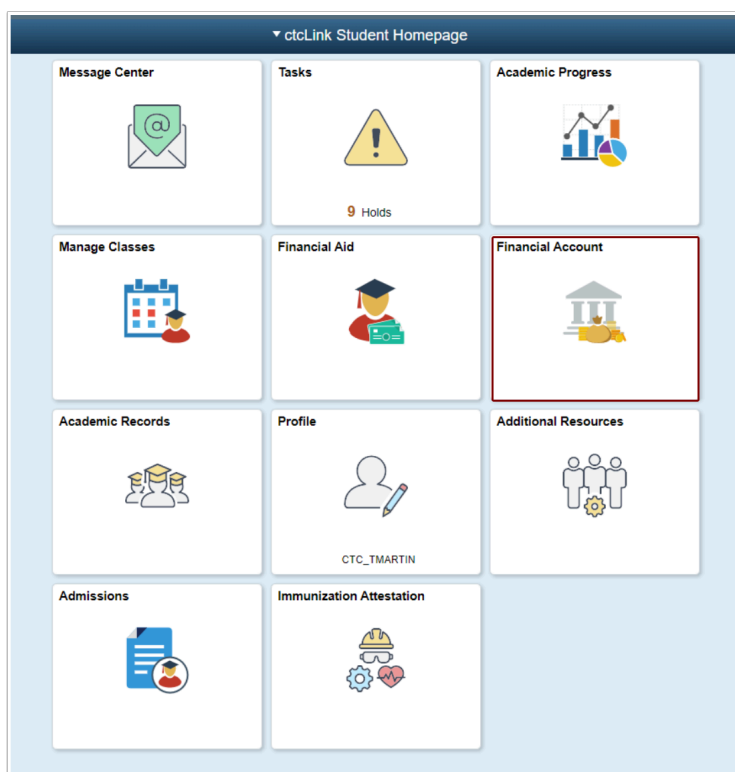 ctcLink Student Homepage
Message Center
Tasks
Academic Progress
@
9 Holds
Manage Classes
Financial Aid
Financial Account
Academic Records
Profile
Additional Resources
CTC_TMARTIN
Admissions
Immunization Attestation